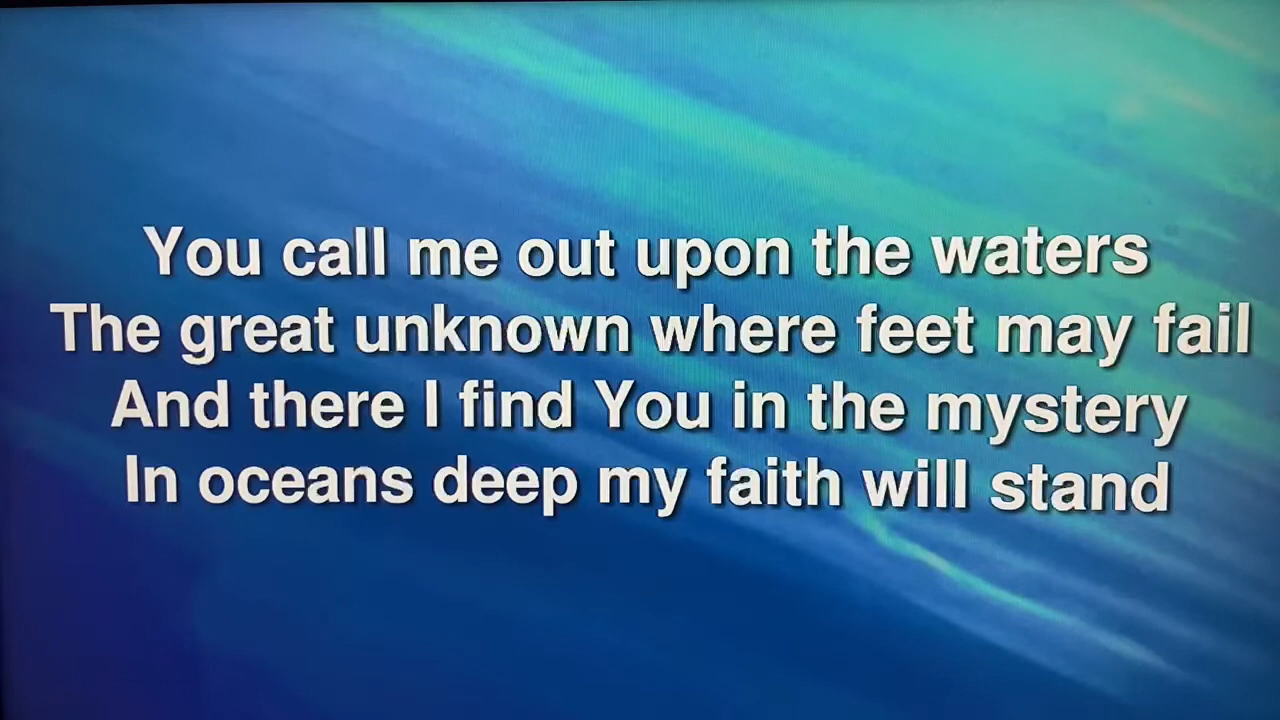 You call me out upon the waters
The great unknown where feet may fail
And there I find You in the mystery
In oceans deep my faith will stand